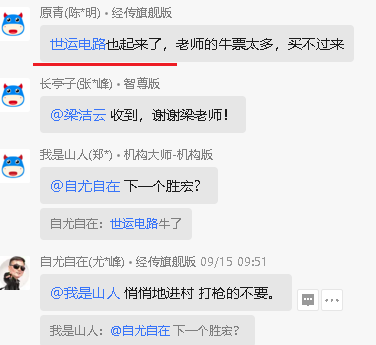 原青(陈*明) • 经传旗舰版
世运电路也起来了，老师的牛票太多，买不过来
长亭子(张*峰) • 智尊版
@梁洁云 收到，谢谢梁老师！
我是山人(郑*) • 机构大师-机构版
@自尤自在 下一个胜宏？
自尤自在：世运电路牛了
自尤自在(尤*峰) • 经传旗舰版 09/15 09:51
@我是山人 悄悄地进村 打枪的不要。
我是山人：@自尤自在 下一个胜宏？